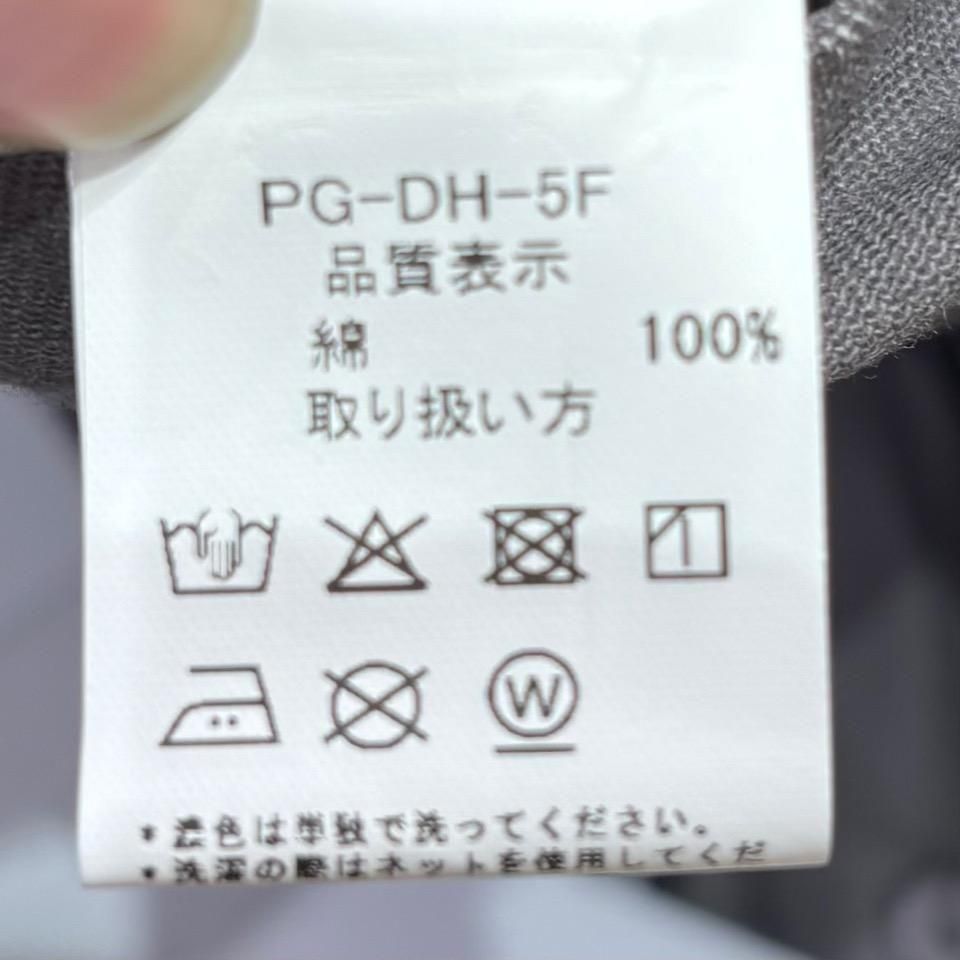 PG-DH-5F
品質表示
綿 100%
取り扱い方
W
* 濃色は単独で洗ってください。
* 洗濯の際はネットを使用してくだ